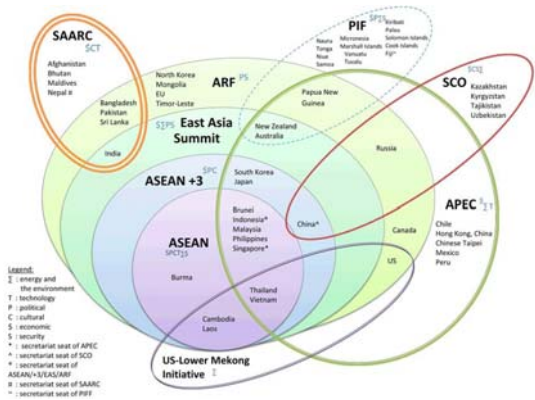 SAARC
$CT
Afghanistan
Bhutan
Maldives
Nepal ¤
Bangladesh
Pakistan
Sri Lanka
India
PIF
Nauru
Tonga
Niue
Samoa
Micronesia
Marshall Islands
Vanuatu
Tuvalu
Kiribati
Palau
Solomon Islands
Cook Islands
ARF PS
North Korea
Mongolia
EU
Timor-Leste
Papua New
Guinea
SCO
Kazakhstan
Kyrgyzstan
Tajikistan
Uzbekistan
East Asia
Summit
New Zealand
Australia
Russia
ASEAN +3
$PC
South Korea
Japan
China^
APEC
Chile
Hong Kong, China
Chinese Taipei
Mexico
Peru
Canada
US
ASEAN
Brunei
Indonesia*
Malaysia
Philippines
Singapore*
Burma
Thailand
Vietnam
Cambodia
Laos
US-Lower Mekong
Initiative Σ
Legend:
Σ : energy and
the environment
T : technology
P : political
C : cultural
$ : economic
S : security
* : secretariat seat of APEC
^ : secretariat seat of SCO
* : secretariat seat of
ASEAN/+3/EAS/ARF
¤ : secretariat seat of SAARC
~ : secretariat seat of PIFF